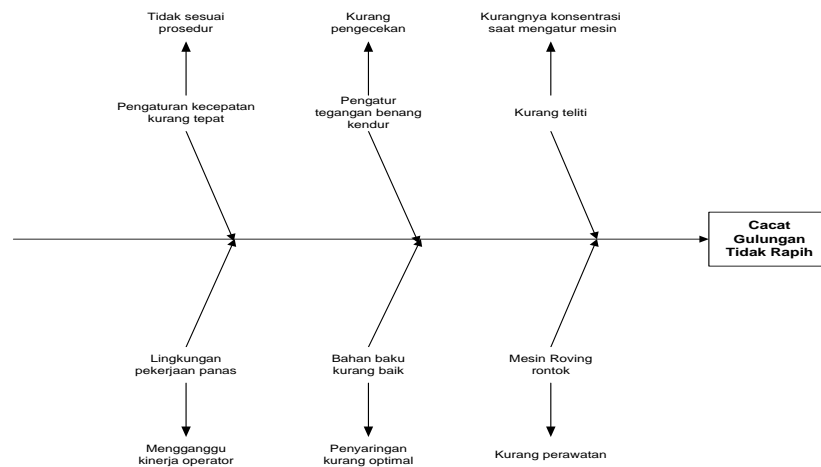 Tidak sesuai
prosedur
Kurang
pengecekan
Kurangnya konsentrasi
saat mengatur mesin
Pengaturan kecepatan
kurang tepat
Pengatur
tegangan benang
kendur
Kurang teliti
Cacat
Gulungan
Tidak Rapih
Lingkungan
pekerjaan panas
Bahan baku
kurang baik
Mesin Roving
rontok
Mengganggu
kinerja operator
Penyaringan
kurang optimal
Kurang perawatan